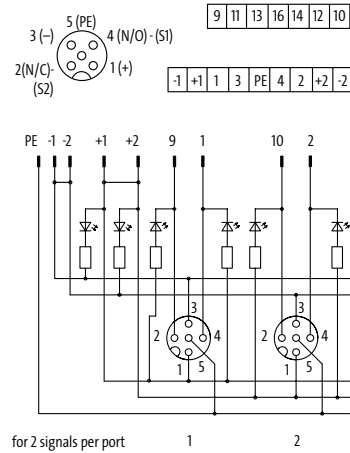 5 (PE)
3 (–) 4 (N/O) - (S1)
2(N/C)- 1 (+)
(S2)
9 11 13 16 14 12 10
-1 +1 1 3 PE 4 2 +2 -2
PE -1 -2 +1 +2 9 1 10 2
3 3
2 4 2 4
1 5 1 5
for 2 signals per port 1 2